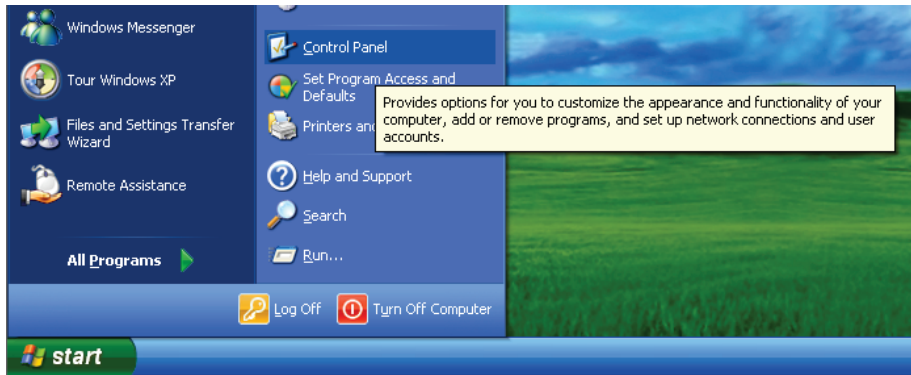 Windows Messenger
Tour Windows XP
Files and Settings Transfer
Wizard
Remote Assistance
All Programs
Control Panel
Set Program Access and
Defaults
Printers and
Provides options for you to customize the appearance and functionality of your
computer, add or remove programs, and set up network connections and user
accounts.
Help and Support
Search
Run...
Log Off
Turn Off Computer
start